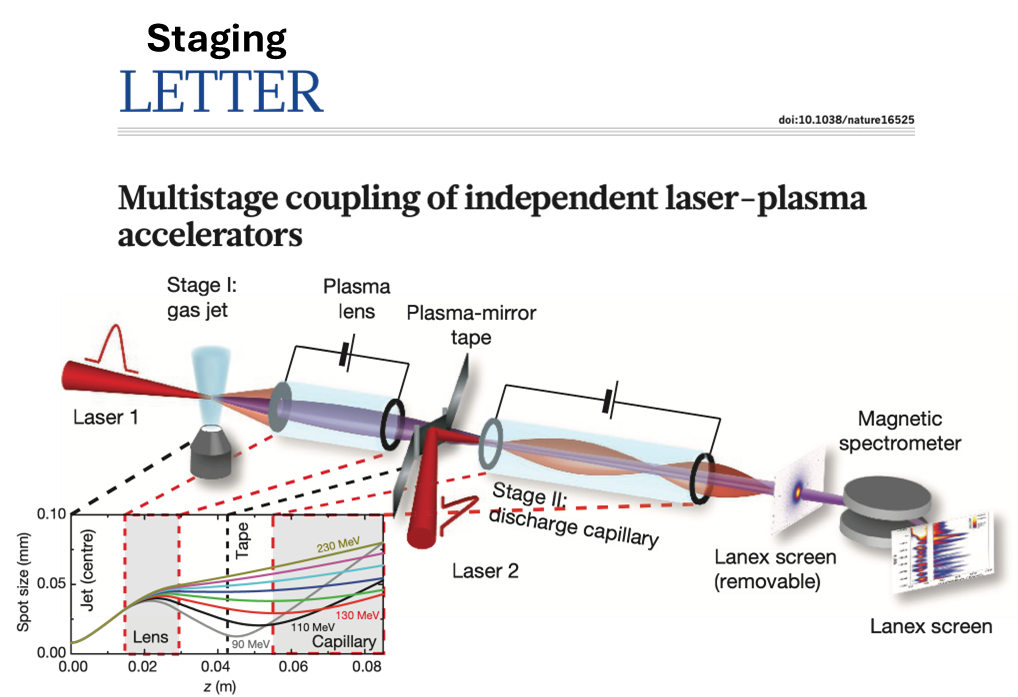 Staging
LETTER
doi:10.1038/nature16525
Multistage coupling of independent laser–plasma
accelerators
Stage I:
gas jet
Plasma
lens
Plasma-mirror
tape
Laser 1
Magnetic
spectrometer
Stage II:
discharge capillary
Lanex screen
(removable)
Laser 2
Lanex screen
Spot size (mm)
0.10
0.05
0.00
Jet (centre)
Lens
Tape
230 MeV
130 MeV
110 MeV
90 MeV
Capillary
0.00 0.02 0.04 0.06 0.08
z (m)